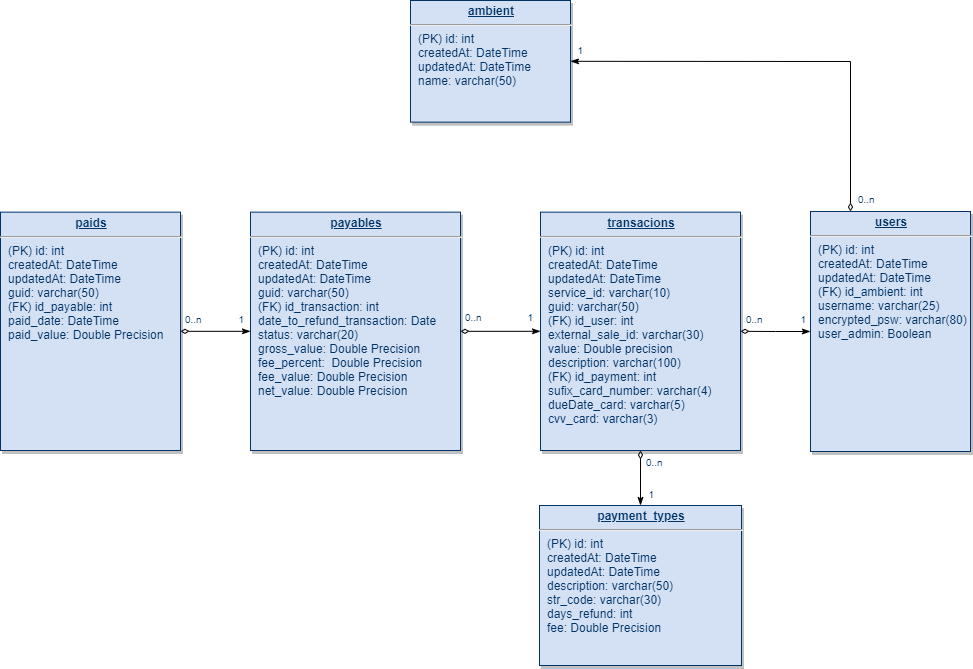 ambient
(PK) id: int
createdAt: DateTime
updatedAt: DateTime
name: varchar(50)
1
0..n
paids
(PK) id: int
createdAt: DateTime
updatedAt: DateTime
guid: varchar(50)
(FK) id_payable: int
paid_date: DateTime
paid_value: Double Precision
0..n
1
payables
(PK) id: int
createdAt: DateTime
updatedAt: DateTime
guid: varchar(50)
(FK) id_transaction: int
date_to_refund_transaction: Date
status: varchar(20)
gross_value: Double Precision
fee_percent:  Double Precision
fee_value: Double Precision
net_value: Double Precision
0..n
1
transacions
(PK) id: int
createdAt: DateTime
updatedAt: DateTime
service_id: varchar(10)
guid: varchar(50)
(FK) id_user: int
external_sale_id: varchar(30)
value: Double precision
description: varchar(100)
(FK) id_payment: int
sufix_card_number: varchar(4)
dueDate_card: varchar(5)
cvv_card: varchar(3)
0..n
1
users
(PK) id: int
createdAt: DateTime
updatedAt: DateTime
(FK) id_ambient: int
username: varchar(25)
encrypted_psw: varchar(80)
user_admin: Boolean
0..n
1
payment_types
(PK) id: int
createdAt: DateTime
updatedAt: DateTime
description: varchar(50)
str_code: varchar(30)
days_refund: int
fee: Double Precision